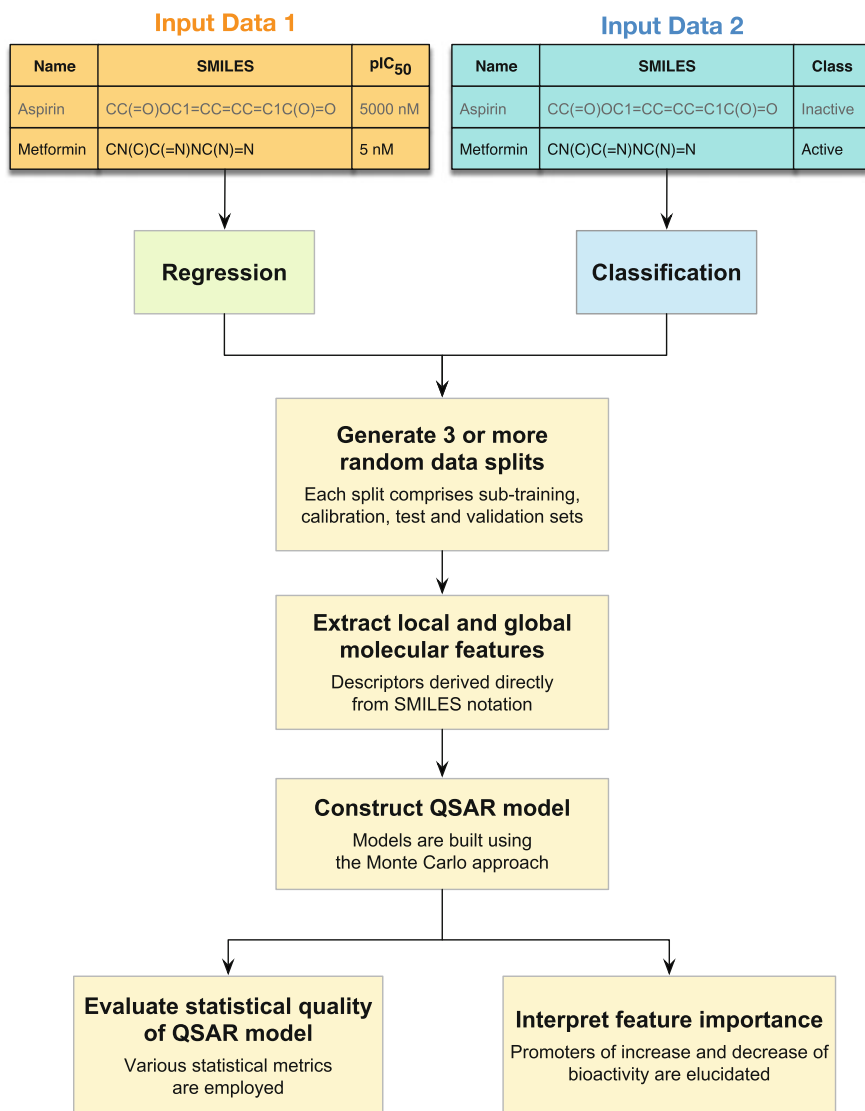 Input Data 1
Name SMILES pIC50
Aspirin CC(=O)OC1=CC=CC=C1C(O)=O 5000 nM
Metformin CN(C)C(=N)NC(N)=N 5 nM
Input Data 2
Name SMILES Class
Aspirin CC(=O)OC1=CC=CC=C1C(O)=O Inactive
Metformin CN(C)C(=N)NC(N)=N Active
Regression
Classification
Generate 3 or more
random data splits
Each split comprises sub-training,
calibration, test and validation sets
Extract local and global
molecular features
Descriptors derived directly
from SMILES notation
Construct QSAR model
Models are built using
the Monte Carlo approach
Evaluate statistical quality
of QSAR model
Various statistical metrics
are employed
Interpret feature importance
Promoters of increase and decrease of
bioactivity are elucidated